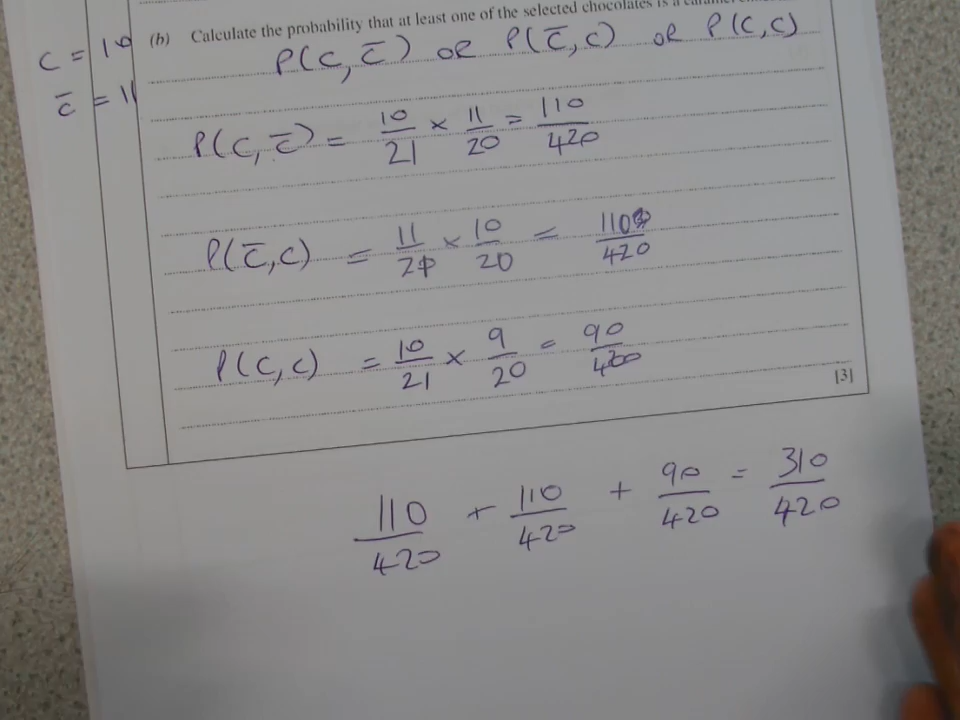 (b) Calculate the probability that at least one of the selected chocolates is a
c = 10
c̄ = 11
P(C, C̄) OR P(C̄, C) OR P(C, C)
P(C, C̄) = 10/21 × 11/20 = 110/420
P(C̄, C) = 11/21 × 10/20 = 110/420
P(C, C) = 10/21 × 9/20 = 90/420
[3]
110/420 + 110/420 + 90/420 = 310/420